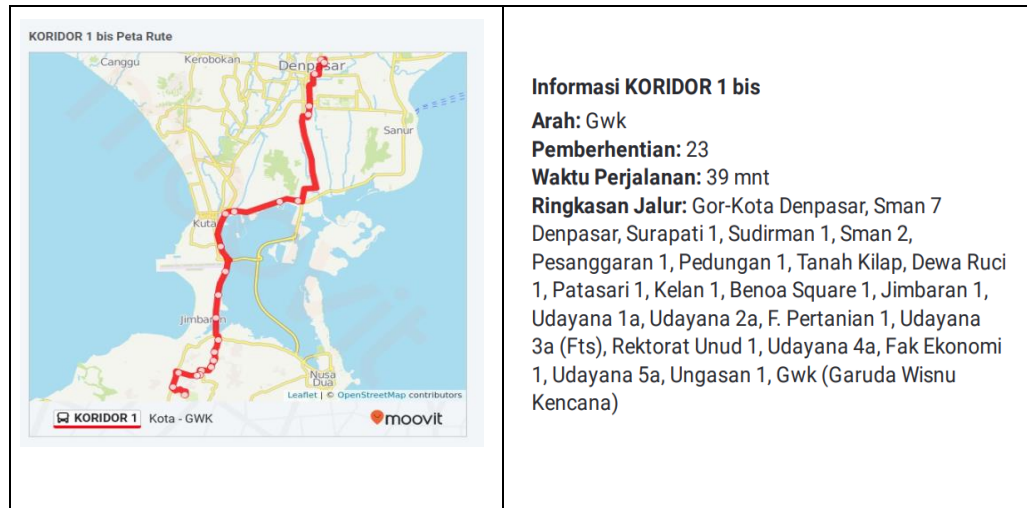 KORIDOR 1 bis Peta Rute
Canggu
Kerobokan
Denpasar
Sanur
Kuta
Jimbaran
Nusa
Dua
Leaflet | © OpenStreetMap contributors
KORIDOR 1 Kota - GWK
moovit
Informasi KORIDOR 1 bis
Arah: Gwk
Pemberhentian: 23
Waktu Perjalanan: 39 mnt
Ringkasan Jalur: Gor-Kota Denpasar, Sman 7
Denpasar, Surapati 1, Sudirman 1, Sman 2,
Pesanggaran 1, Pedungan 1, Tanah Kilap, Dewa Ruci
1, Patasari 1, Kelan 1, Benoa Square 1, Jimbaran 1,
Udayana 1a, Udayana 2a, F. Pertanian 1, Udayana
3a (Fts), Rektorat Unud 1, Udayana 4a, Fak Ekonomi
1, Udayana 5a, Ungasan 1, Gwk (Garuda Wisnu
Kencana)